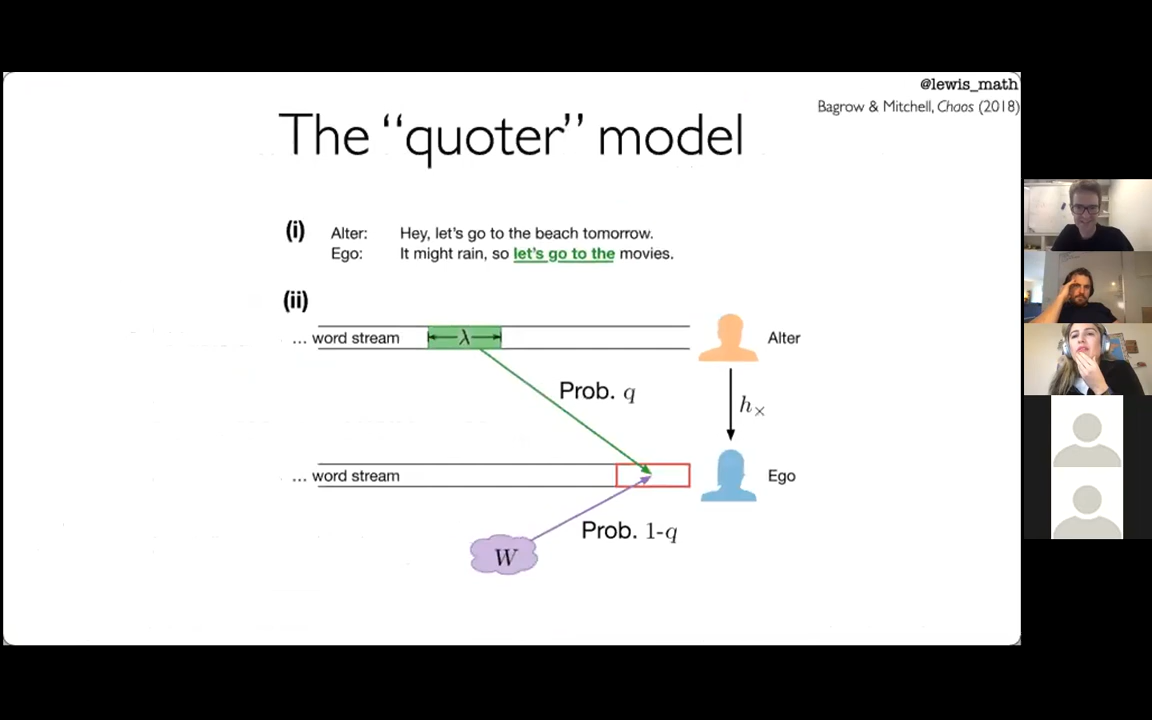 @lewis_math
Bagrow & Mitchell, Chaos (2018)
The “quoter” model
(i)
Alter: Hey, let's go to the beach tomorrow.
Ego: It might rain, so let's go to the movies.
(ii)
... word stream λ Alter
Prob. q
h×
... word stream Ego
Prob. 1-q
W